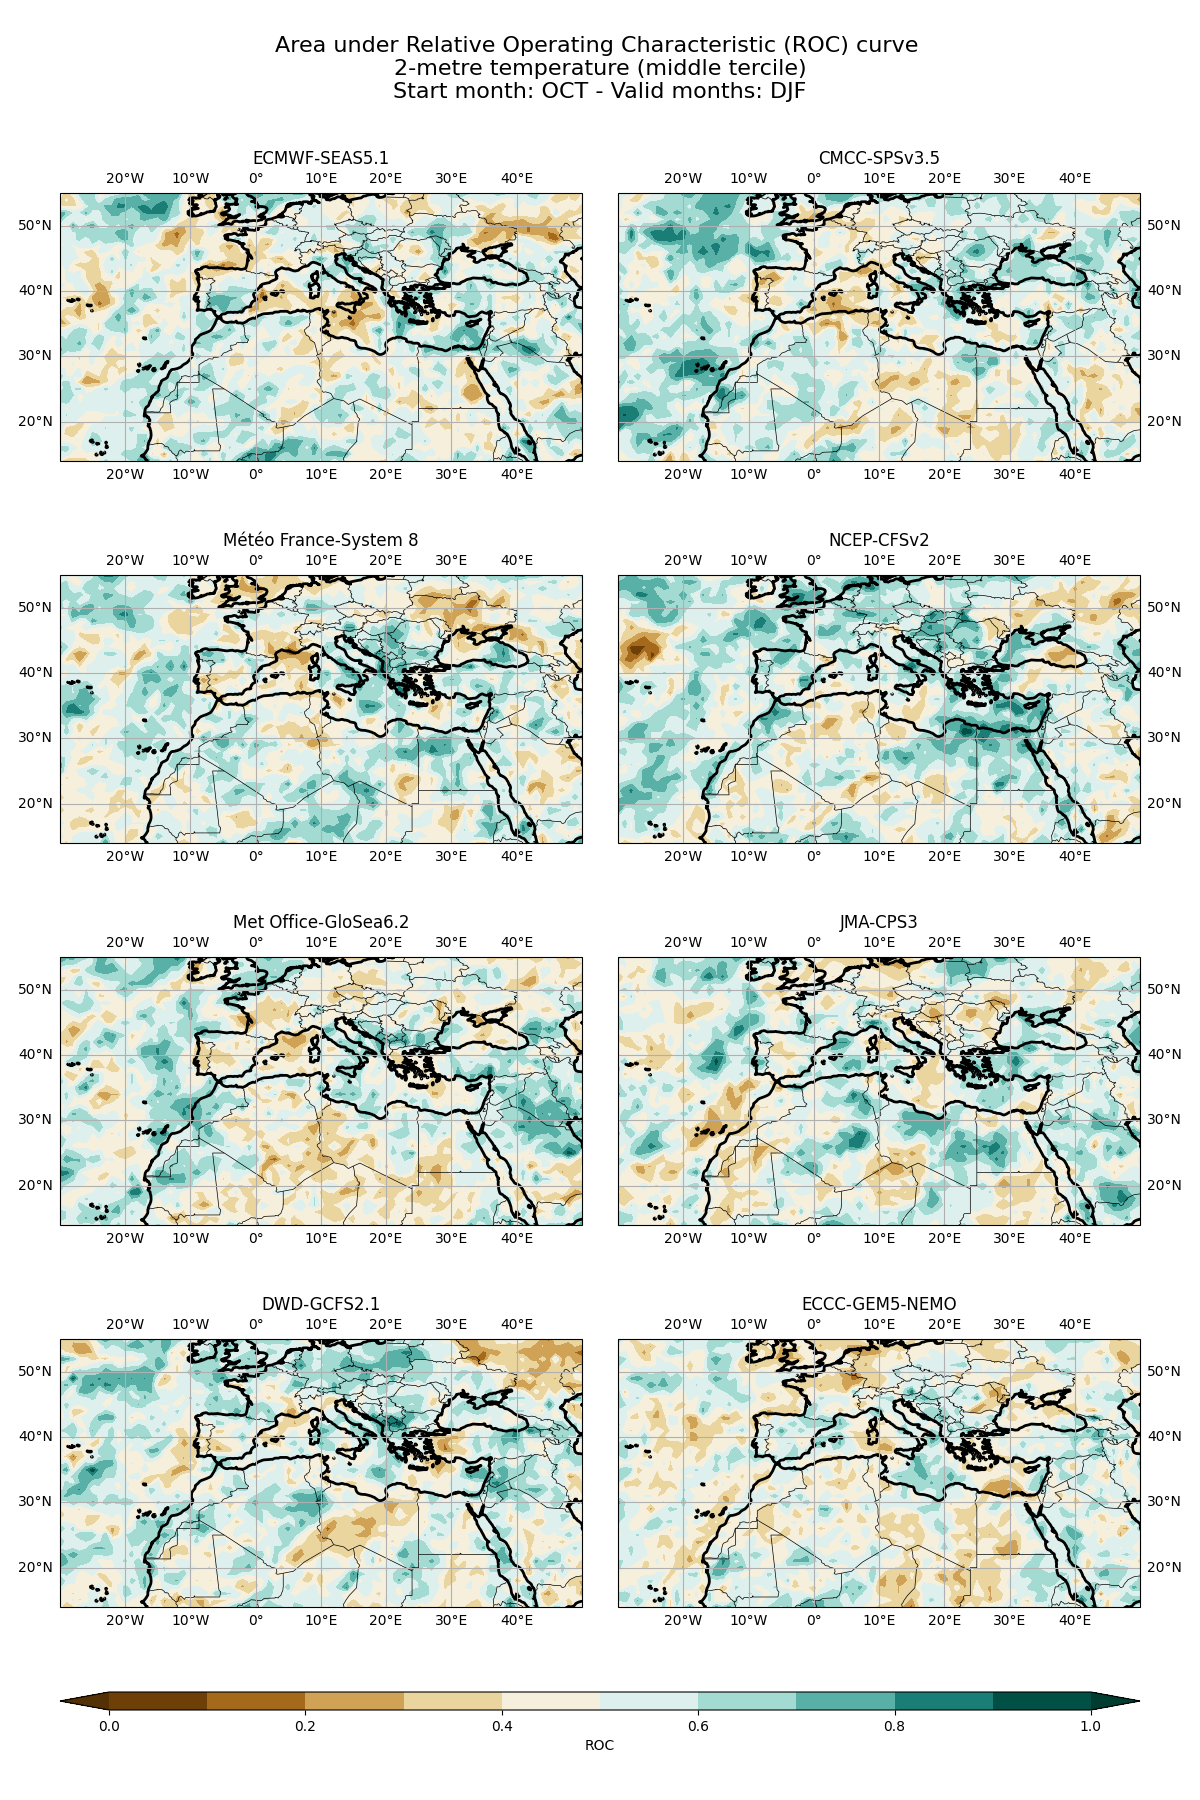 Area under Relative Operating Characteristic (ROC) curve
2-metre temperature (middle tercile)
Start month: OCT - Valid months: DJF
ECMWF-SEAS5.1
20°W 10°W 0° 10°E 20°E 30°E 40°E
50°N
40°N
30°N
20°N
20°W 10°W 0° 10°E 20°E 30°E 40°E
CMCC-SPSv3.5
20°W 10°W 0° 10°E 20°E 30°E 40°E
50°N
40°N
30°N
20°N
20°W 10°W 0° 10°E 20°E 30°E 40°E
Météo France-System 8
20°W 10°W 0° 10°E 20°E 30°E 40°E
50°N
40°N
30°N
20°N
20°W 10°W 0° 10°E 20°E 30°E 40°E
NCEP-CFSv2
20°W 10°W 0° 10°E 20°E 30°E 40°E
50°N
40°N
30°N
20°N
20°W 10°W 0° 10°E 20°E 30°E 40°E
Met Office-GloSea6.2
20°W 10°W 0° 10°E 20°E 30°E 40°E
50°N
40°N
30°N
20°N
20°W 10°W 0° 10°E 20°E 30°E 40°E
JMA-CPS3
20°W 10°W 0° 10°E 20°E 30°E 40°E
50°N
40°N
30°N
20°N
20°W 10°W 0° 10°E 20°E 30°E 40°E
DWD-GCFS2.1
20°W 10°W 0° 10°E 20°E 30°E 40°E
50°N
40°N
30°N
20°N
20°W 10°W 0° 10°E 20°E 30°E 40°E
ECCC-GEM5-NEMO
20°W 10°W 0° 10°E 20°E 30°E 40°E
50°N
40°N
30°N
20°N
20°W 10°W 0° 10°E 20°E 30°E 40°E
0.0 0.2 0.4 0.6 0.8 1.0
ROC